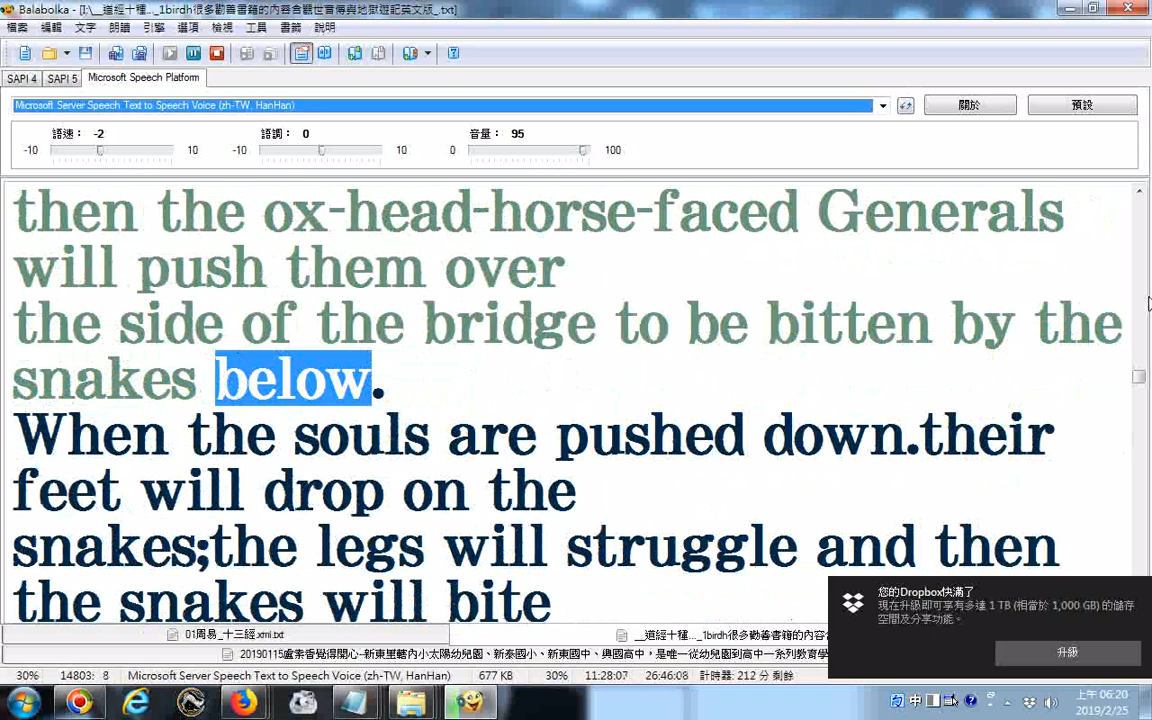 Balabolka - [I:\__道經十種..._1birdh很多勸善書籍的內容含觀世音傳與地獄遊記英文版_.txt]
檔案 編輯 文字 朗讀 引擎 選項 檢視 工具 書籤 說明
SAPI 4 SAPI 5 Microsoft Speech Platform
Microsoft Server Speech Text to Speech Voice (zh-TW, HanHan) 關於 預設
語速： -2 語調： 0 音量： 95
-10 10 -10 10 0 100
then the ox-head-horse-faced Generals
will push them over
the side of the bridge to be bitten by the
snakes below.
When the souls are pushed down.their
feet will drop on the
snakes;the legs will struggle and then
the snakes will bite
您的Dropbox快滿了
現在升級即可享有多達 1 TB (相當於 1,000 GB) 的儲存
空間及分享功能。
升級
01周易_十三經.xml.txt __道經十種..._1birdh很多勸善書籍的內容含
20190115盧素香覺得開心--新東里轄內小太陽幼兒園、新泰國小、新東國中、興國高中，是唯一從幼兒園到高中一系列教育學
30% 14803: 8 Microsoft Server Speech Text to Speech Voice (zh-TW, HanHan) 677 KB 30% 11:28:07 26:46:08 計時器: 212 分 剩餘
中 上午 06:20
2019/2/25